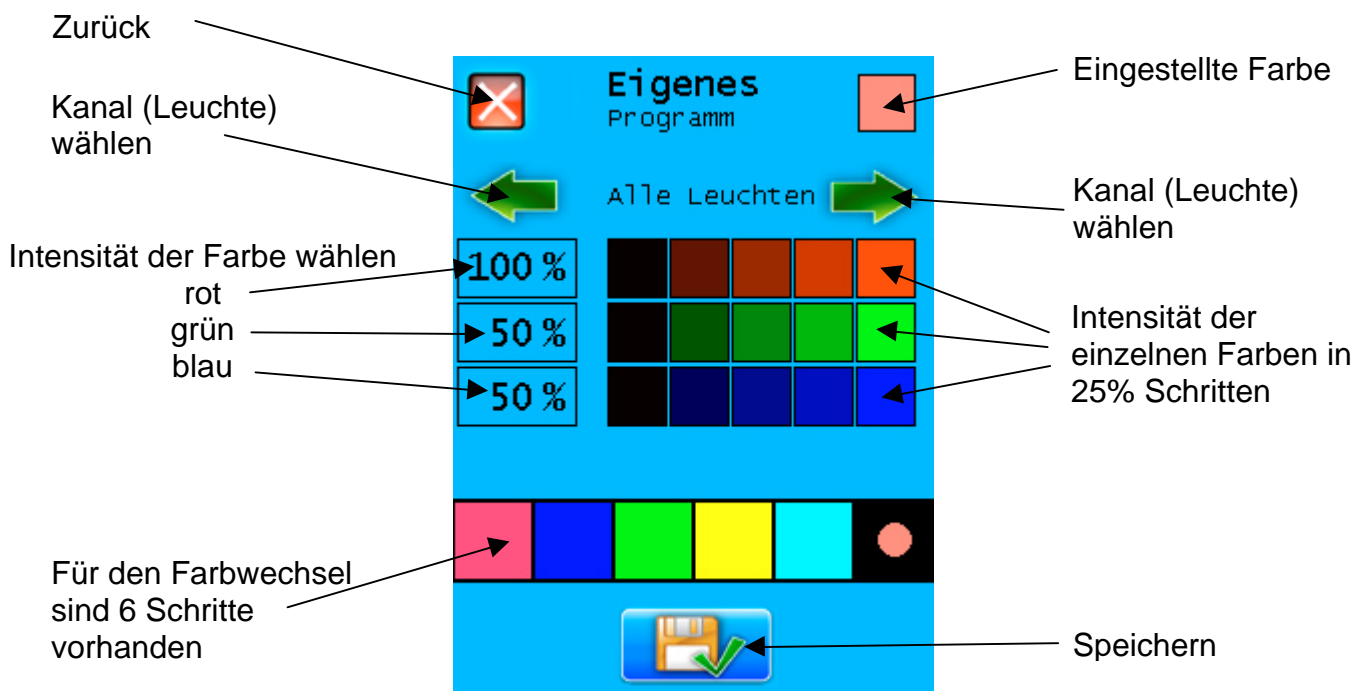 Zurück
Kanal (Leuchte)
wählen
Intensität der Farbe wählen
rot
grün
blau
Für den Farbwechsel
sind 6 Schritte
vorhanden
Eigenes
Programm
Alle Leuchten
100 %
50 %
50 %
Eingestellte Farbe
Kanal (Leuchte)
wählen
Intensität der
einzelnen Farben in
25% Schritten
Speichern